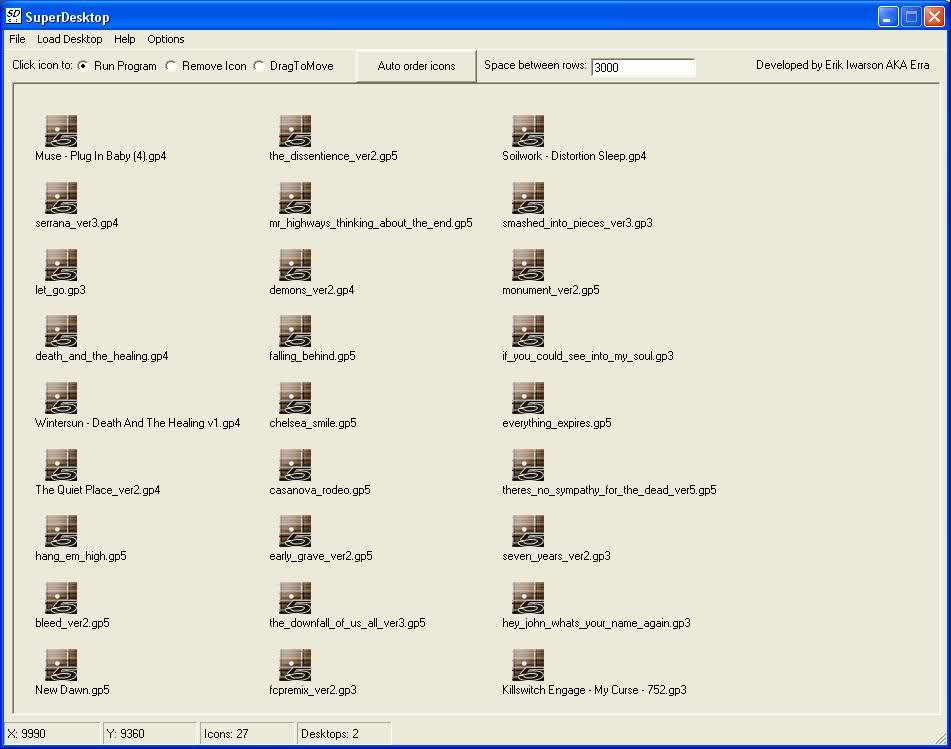 SD SuperDesktop
File Load Desktop Help Options
Click icon to: Run Program Remove Icon DragToMove Auto order icons Space between rows: 3000 Developed by Erik Iwarson AKA Erra
Muse - Plug In Baby (4).gp4 the_dissentience_ver2.gp5 Soilwork - Distortion Sleep.gp4
serrana_ver3.gp4 mr_highways_thinking_about_the_end.gp5 smashed_into_pieces_ver3.gp3
let_go.gp3 demons_ver2.gp4 monument_ver2.gp5
death_and_the_healing.gp4 falling_behind.gp5 if_you_could_see_into_my_soul.gp3
Wintersun - Death And The Healing v1.gp4 chelsea_smile.gp5 everything_expires.gp5
The Quiet Place_ver2.gp4 casanova_rodeo.gp5 theres_no_sympathy_for_the_dead_ver5.gp5
hang_em_high.gp5 early_grave_ver2.gp5 seven_years_ver2.gp3
bleed_ver2.gp5 the_downfall_of_us_all_ver3.gp5 hey_john_whats_your_name_again.gp3
New Dawn.gp5 fcpremix_ver2.gp3 Killswitch Engage - My Curse - 752.gp3
X: 9990 Y: 9360 Icons: 27 Desktops: 2